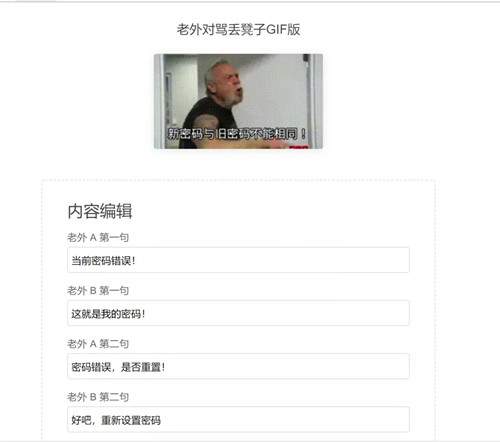 老外对骂丢凳子GIF版
新密码与旧密码不能相同！
内容编辑
老外 A 第一句
当前密码错误！
老外 B 第一句
这就是我的密码！
老外 A 第二句
密码错误，是否重置！
老外 B 第二句
好吧，重新设置密码